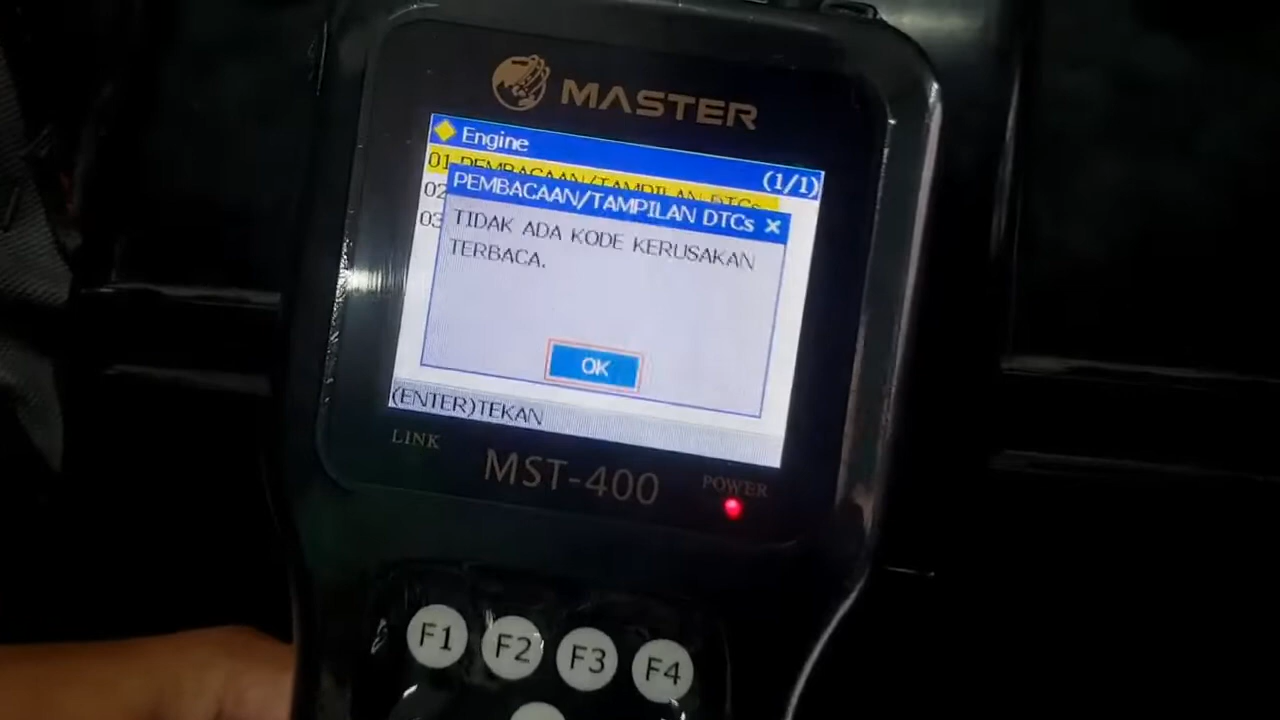 MASTER
Engine
(1/1)
01 PEMBACAAN/TAMPILAN DTCs
02
03
PEMBACAAN/TAMPILAN DTCs ×
TIDAK ADA KODE KERUSAKAN
TERBACA.
OK
(ENTER)TEKAN
LINK
MST-400
POWER
F1 F2 F3 F4